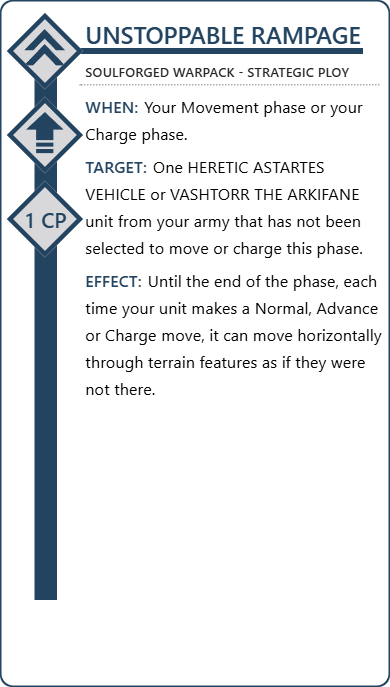 UNSTOPPABLE RAMPAGE
SOULFORGED WARPACK - STRATEGIC PLOY
WHEN: Your Movement phase or your
Charge phase.
TARGET: One HERETIC ASTARTES
VEHICLE or VASHTORR THE ARKIFANE
unit from your army that has not been
selected to move or charge this phase.
1 CP
EFFECT: Until the end of the phase, each
time your unit makes a Normal, Advance
or Charge move, it can move horizontally
through terrain features as if they were
not there.